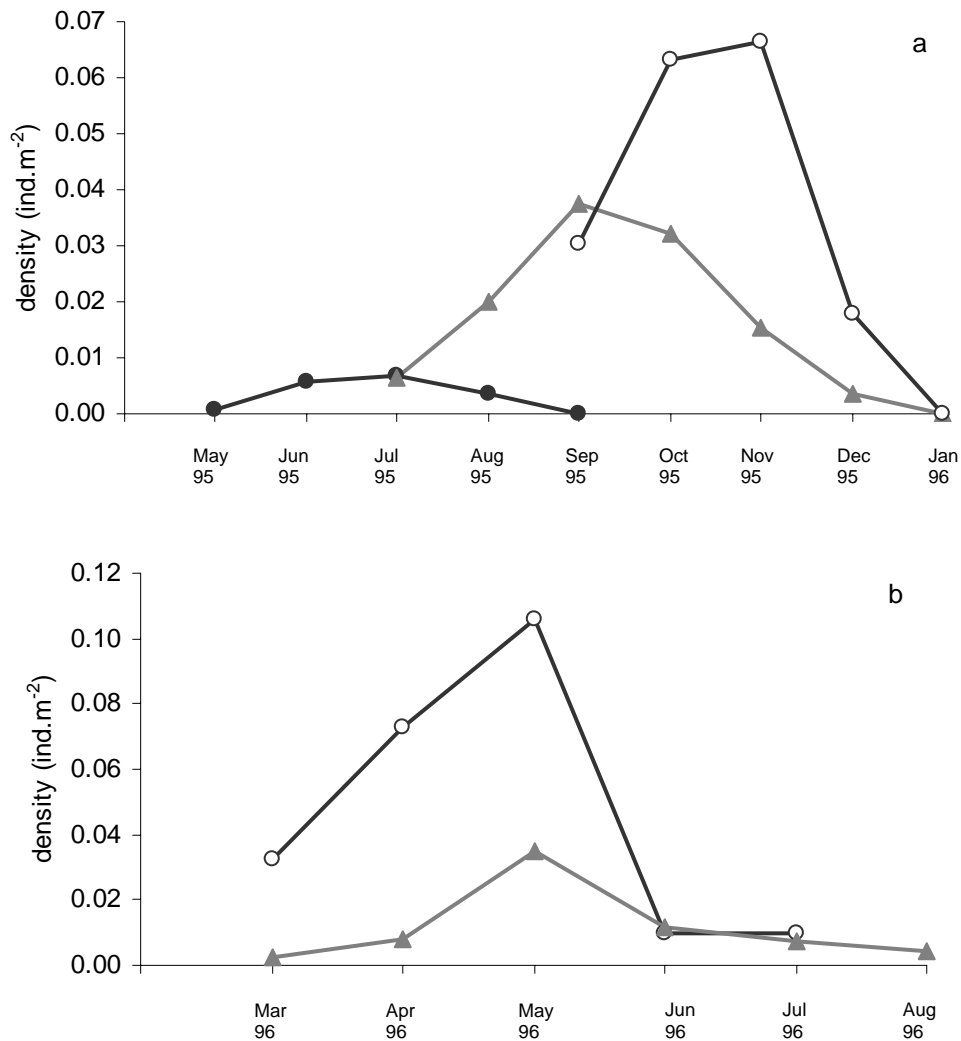 a
density (ind.m-2)
0.07
0.06
0.05
0.04
0.03
0.02
0.01
0.00
May 95
Jun 95
Jul 95
Aug 95
Sep 95
Oct 95
Nov 95
Dec 95
Jan 96
b
density (ind.m-2)
0.12
0.10
0.08
0.06
0.04
0.02
0.00
Mar 96
Apr 96
May 96
Jun 96
Jul 96
Aug 96